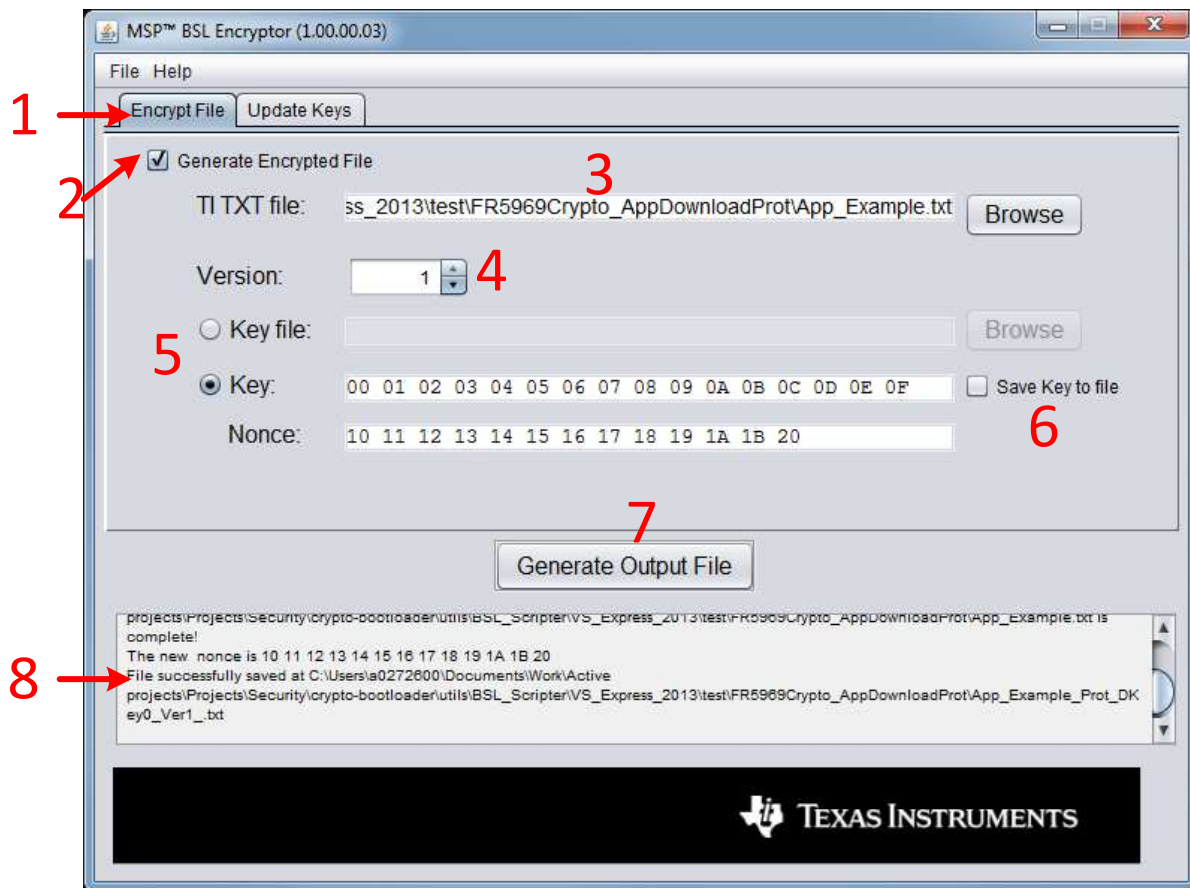 MSP™ BSL Encryptor (1.00.00.03)
File Help
1
Encrypt File Update Keys
2
Generate Encrypted File
3
TI TXT file: ss_2013\test\FR5969Crypto_AppDownloadProt\App_Example.txt Browse
Version: 1 4
5
Key file: Browse
Key: 00 01 02 03 04 05 06 07 08 09 0A 0B 0C 0D 0E 0F Save Key to file
Nonce: 10 11 12 13 14 15 16 17 18 19 1A 1B 20
6
7
Generate Output File
projects\Projects\Security\crypto-bootloader\utils\BSL_Scripter\VS_Express_2013\test\FR5969Crypto_AppDownloadProt\App_Example.txt is
complete!
The new nonce is 10 11 12 13 14 15 16 17 18 19 1A 1B 20
8
File successfully saved at C:\Users\a0272600\Documents\Work\Active
projects\Projects\Security\crypto-bootloader\utils\BSL_Scripter\VS_Express_2013\test\FR5969Crypto_AppDownloadProt\App_Example_Prot_DK
ey0_Ver1_.txt
TEXAS INSTRUMENTS